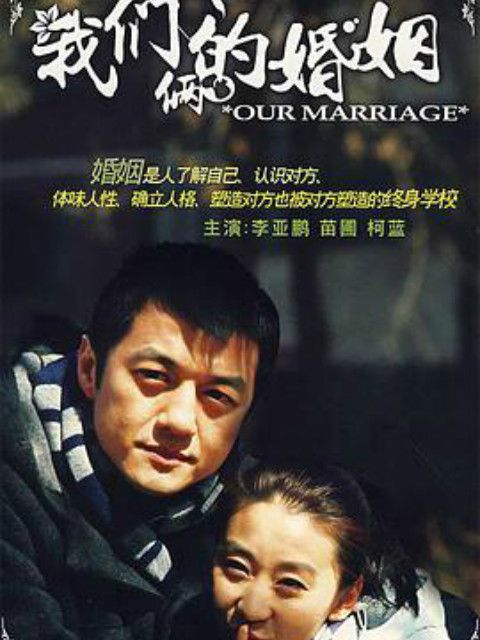 我们俩的婚姻
*OUR MARRIAGE*
婚姻是人了解自己、认识对方、
体味人性、确立人格、塑造对方也被对方塑造的终身学校
主演:李亚鹏 苗圃 柯蓝